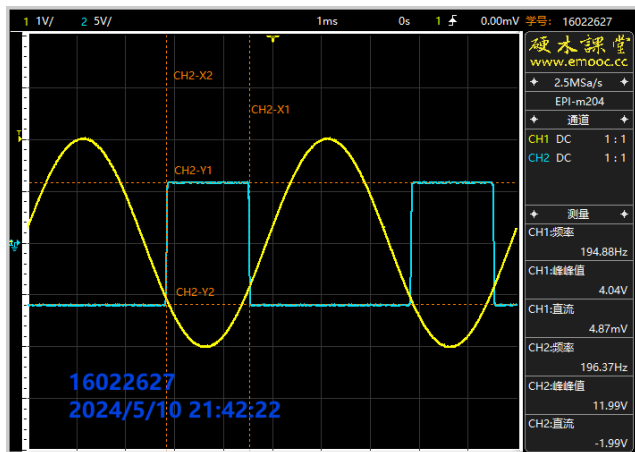 1 1V/ 2 5V/ 1ms 0s 1 0.00mV 学号: 16022627
硬木課堂
www.emooc.cc
2.5MSa/s
EPI-m204
通道
CH1 DC 1 : 1
CH2 DC 1 : 1
测量
CH1:频率
194.88Hz
CH1:峰峰值
4.04V
CH1:直流
4.87mV
CH2:频率
196.37Hz
CH2:峰峰值
11.99V
CH2:直流
-1.99V
CH2-X2
CH2-X1
CH2-Y1
CH2-Y2
16022627
2024/5/10 21:42:22